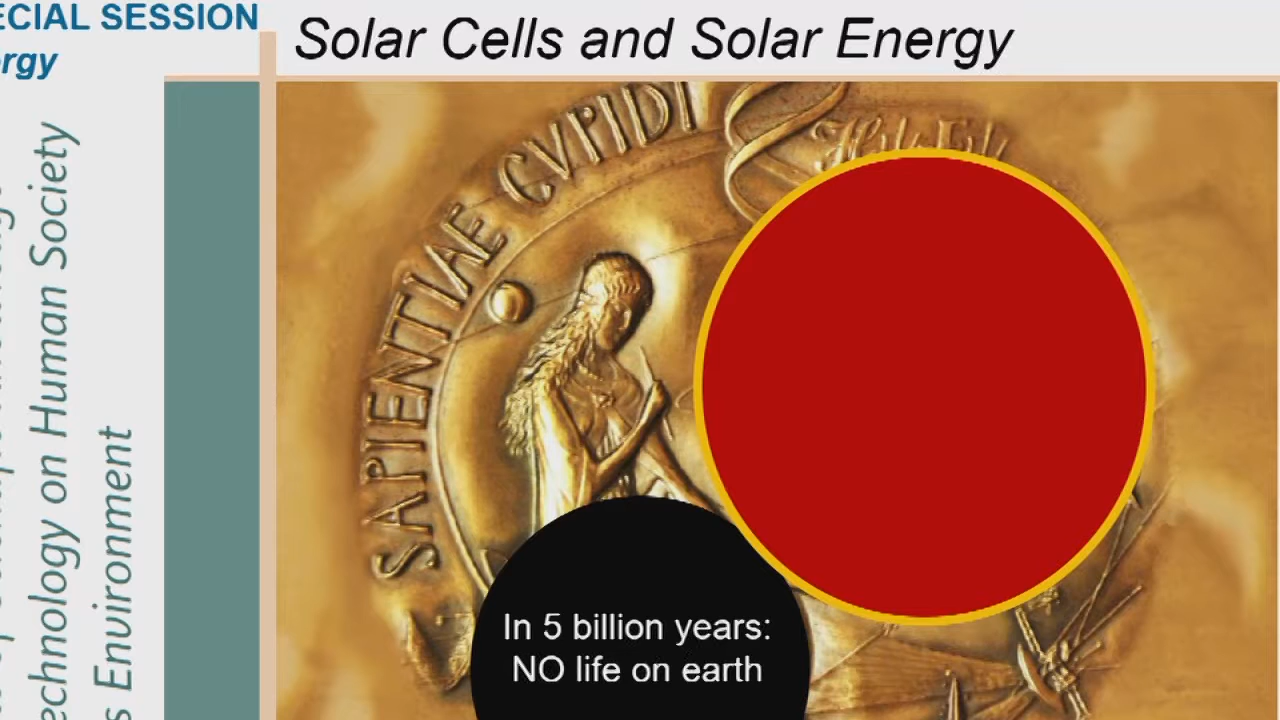 ECIAL SESSION
rgy
Solar Cells and Solar Energy
echnology on Human Society
s Environment
SAPIENTIAE CVPIDI
In 5 billion years:
NO life on earth